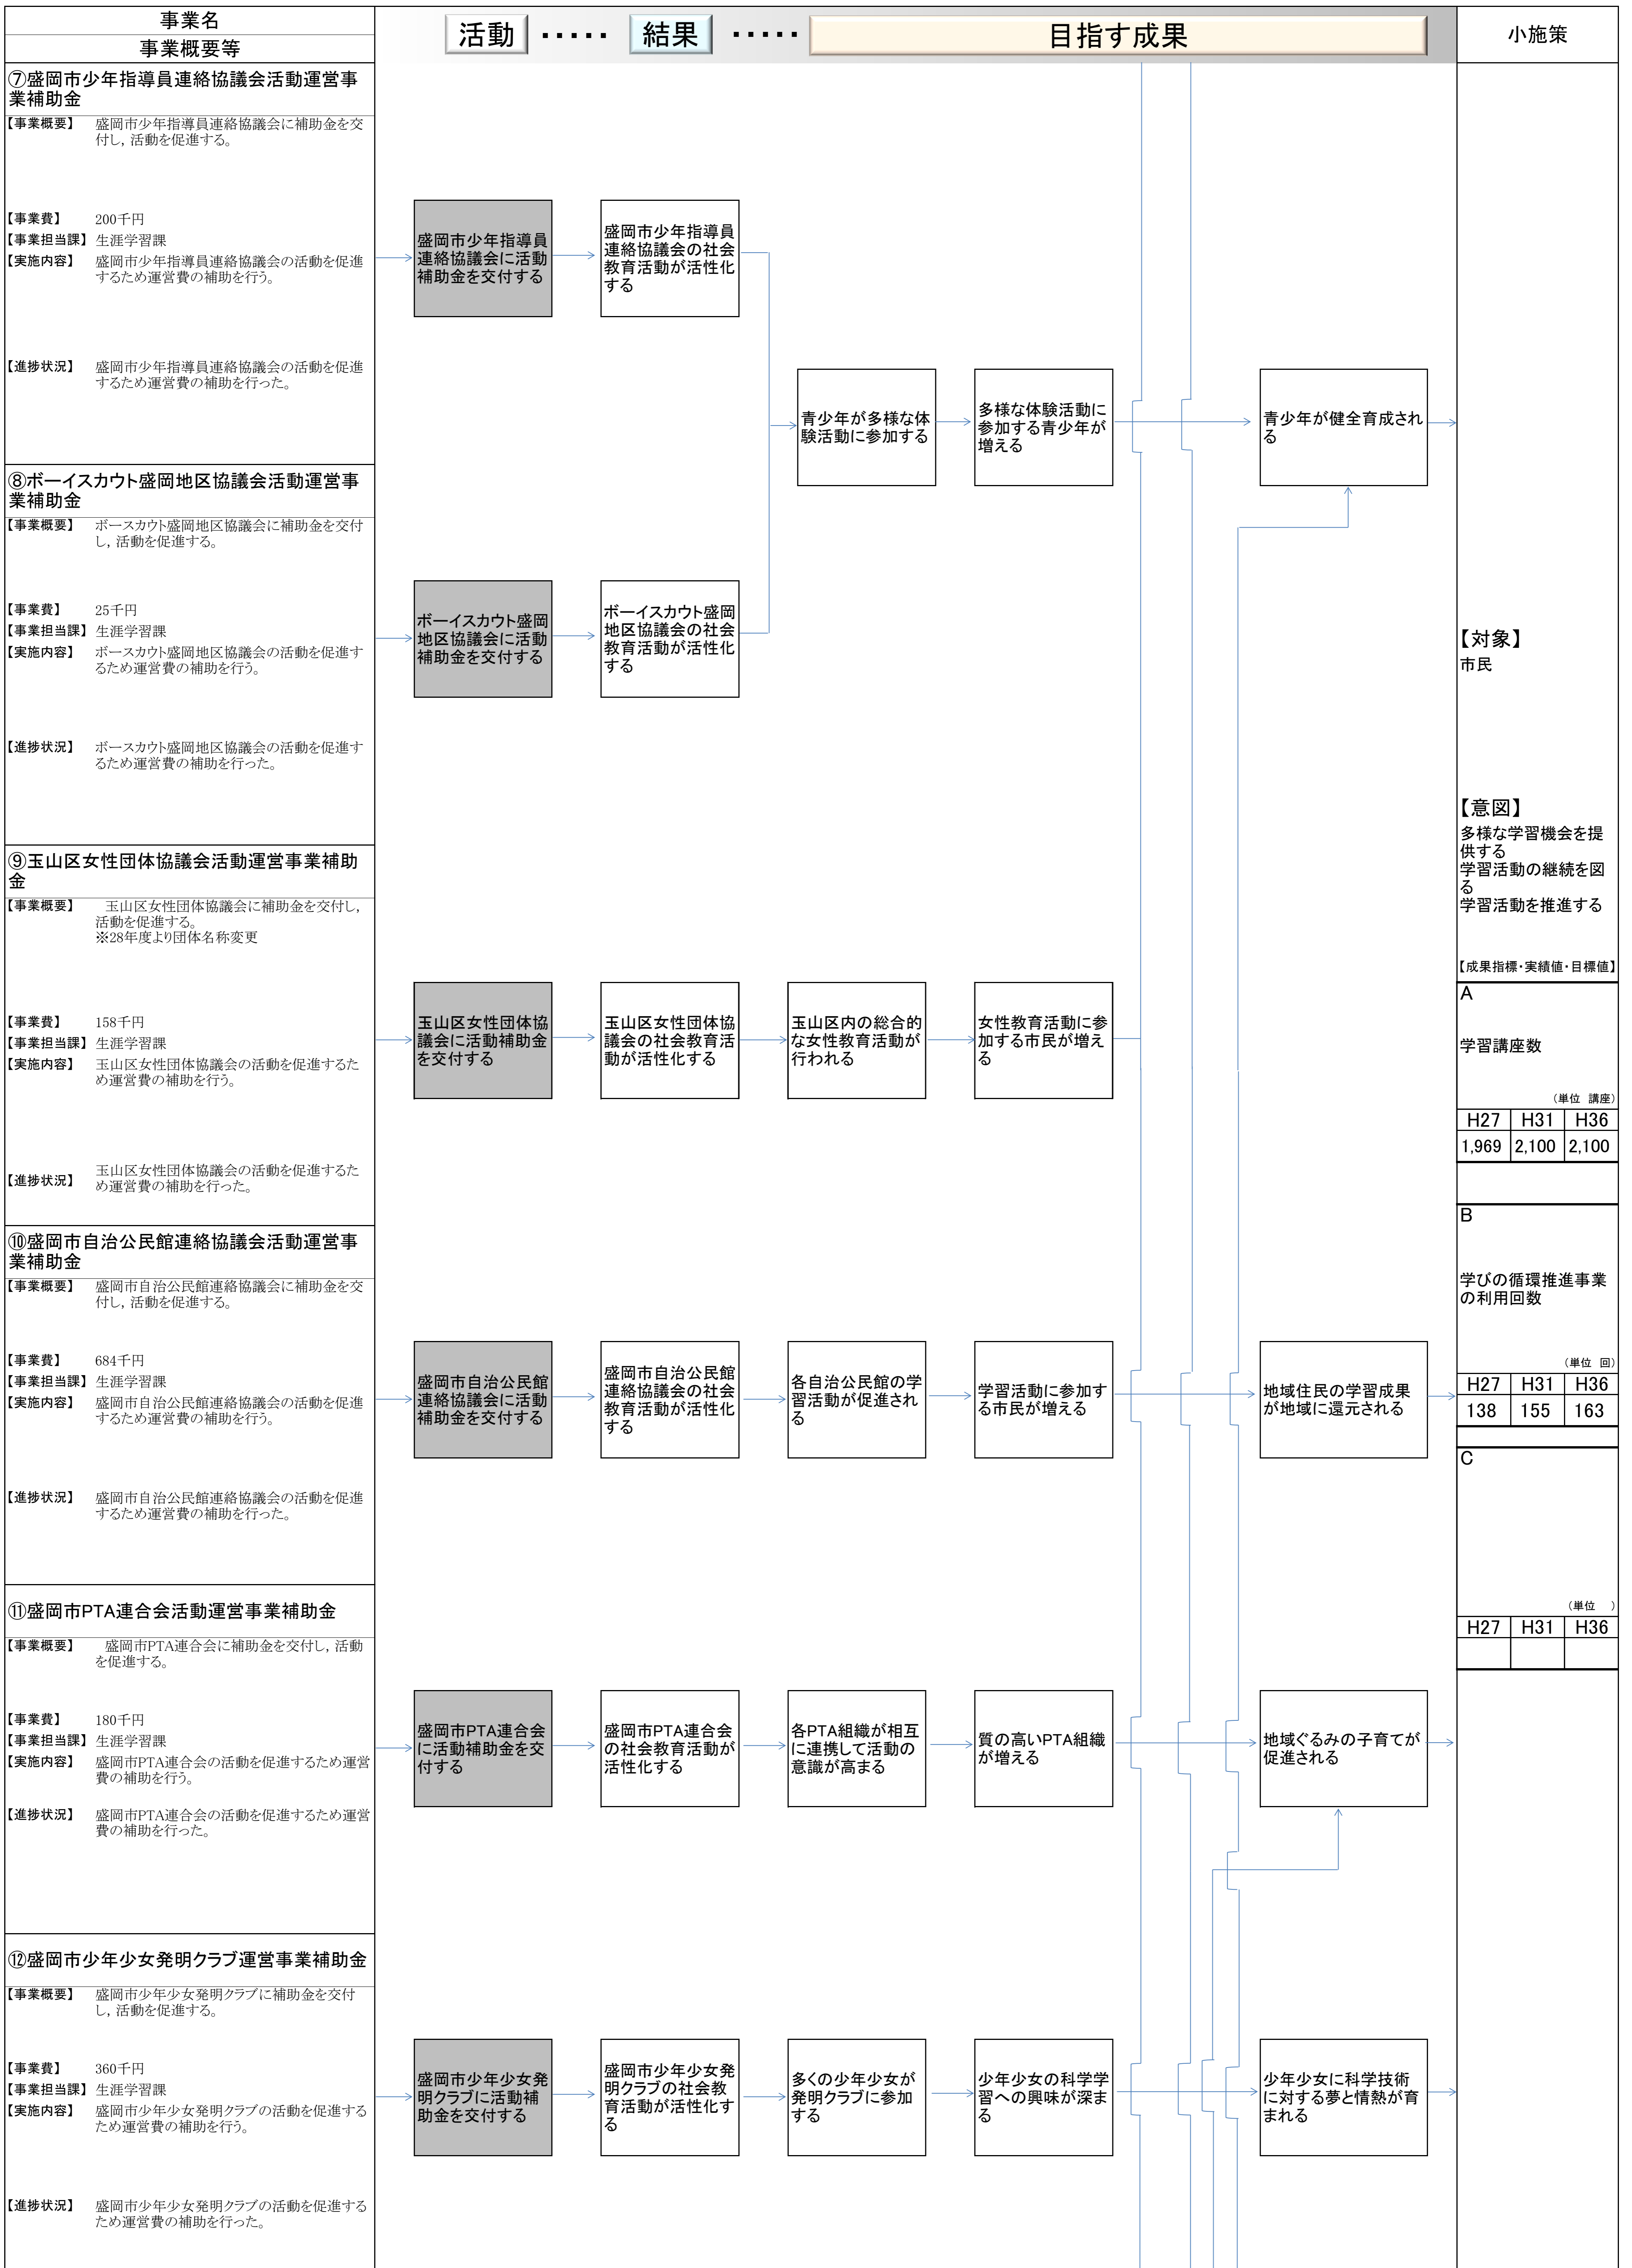 事業名
事業概要等
活動 ・・・・・ 結果 ・・・・・ 目指す成果
小施策
⑦盛岡市少年指導員連絡協議会活動運営事
業補助金
【事業概要】 盛岡市少年指導員連絡協議会に補助金を交
付し，活動を促進する。
【事業費】 200千円
【事業担当課】 生涯学習課
【実施内容】 盛岡市少年指導員連絡協議会の活動を促進
するため運営費の補助を行う。
【進捗状況】 盛岡市少年指導員連絡協議会の活動を促進
するため運営費の補助を行った。
盛岡市少年指導員
連絡協議会に活動
補助金を交付する
盛岡市少年指導員
連絡協議会の社会
教育活動が活性化
する
青少年が多様な体
験活動に参加する
多様な体験活動に
参加する青少年が
増える
青少年が健全育成され
る
⑧ボーイスカウト盛岡地区協議会活動運営事
業補助金
【事業概要】 ボースカウト盛岡地区協議会に補助金を交付
し，活動を促進する。
【事業費】 25千円
【事業担当課】 生涯学習課
【実施内容】 ボースカウト盛岡地区協議会の活動を促進す
るため運営費の補助を行う。
【進捗状況】 ボースカウト盛岡地区協議会の活動を促進す
るため運営費の補助を行った。
ボーイスカウト盛岡
地区協議会に活動
補助金を交付する
ボーイスカウト盛岡
地区協議会の社会
教育活動が活性化
する
⑨玉山区女性団体協議会活動運営事業補助
金
【事業概要】 玉山区女性団体協議会に補助金を交付し，
活動を促進する。
※28年度より団体名称変更
【事業費】 158千円
【事業担当課】 生涯学習課
【実施内容】 玉山区女性団体協議会の活動を促進するた
め運営費の補助を行う。
【進捗状況】 玉山区女性団体協議会の活動を促進するた
め運営費の補助を行った。
玉山区女性団体協
議会に活動補助金
を交付する
玉山区女性団体協
議会の社会教育活
動が活性化する
玉山区内の総合的
な女性教育活動が
行われる
女性教育活動に参
加する市民が増え
る
⑩盛岡市自治公民館連絡協議会活動運営事
業補助金
【事業概要】 盛岡市自治公民館連絡協議会に補助金を交
付し，活動を促進する。
【事業費】 684千円
【事業担当課】 生涯学習課
【実施内容】 盛岡市自治公民館連絡協議会の活動を促進
するため運営費の補助を行う。
【進捗状況】 盛岡市自治公民館連絡協議会の活動を促進
するため運営費の補助を行った。
盛岡市自治公民館
連絡協議会に活動
補助金を交付する
盛岡市自治公民館
連絡協議会の社会
教育活動が活性化
する
各自治公民館の学
習活動が促進され
る
学習活動に参加す
る市民が増える
地域住民の学習成果
が地域に還元される
⑪盛岡市PTA連合会活動運営事業補助金
【事業概要】 盛岡市PTA連合会に補助金を交付し，活動
を促進する。
【事業費】 180千円
【事業担当課】 生涯学習課
【実施内容】 盛岡市PTA連合会の活動を促進するため運営
費の補助を行う。
【進捗状況】 盛岡市PTA連合会の活動を促進するため運営
費の補助を行った。
盛岡市PTA連合会
に活動補助金を交
付する
盛岡市PTA連合会
の社会教育活動が
活性化する
各PTA組織が相互
に連携して活動の
意識が高まる
質の高いPTA組織
が増える
地域ぐるみの子育てが
促進される
⑫盛岡市少年少女発明クラブ運営事業補助金
【事業概要】 盛岡市少年少女発明クラブに補助金を交付
し，活動を促進する。
【事業費】 360千円
【事業担当課】 生涯学習課
【実施内容】 盛岡市少年少女発明クラブの活動を促進する
ため運営費の補助を行う。
【進捗状況】 盛岡市少年少女発明クラブの活動を促進する
ため運営費の補助を行った。
盛岡市少年少女発
明クラブに活動補
助金を交付する
盛岡市少年少女発
明クラブの社会教
育活動が活性化す
る
多くの少年少女が
発明クラブに参加
する
少年少女の科学学
習への興味が深ま
る
少年少女に科学技術
に対する夢と情熱が育
まれる
【対象】
市民
【意図】
多様な学習機会を提
供する
学習活動の継続を図
る
学習活動を推進する
【成果指標・実績値・目標値】
A
学習講座数
（単位 講座）
H27 H31 H36
1,969 2,100 2,100
B
学びの循環推進事業
の利用回数
（単位 回）
H27 H31 H36
138 155 163
C
（単位 ）
H27 H31 H36